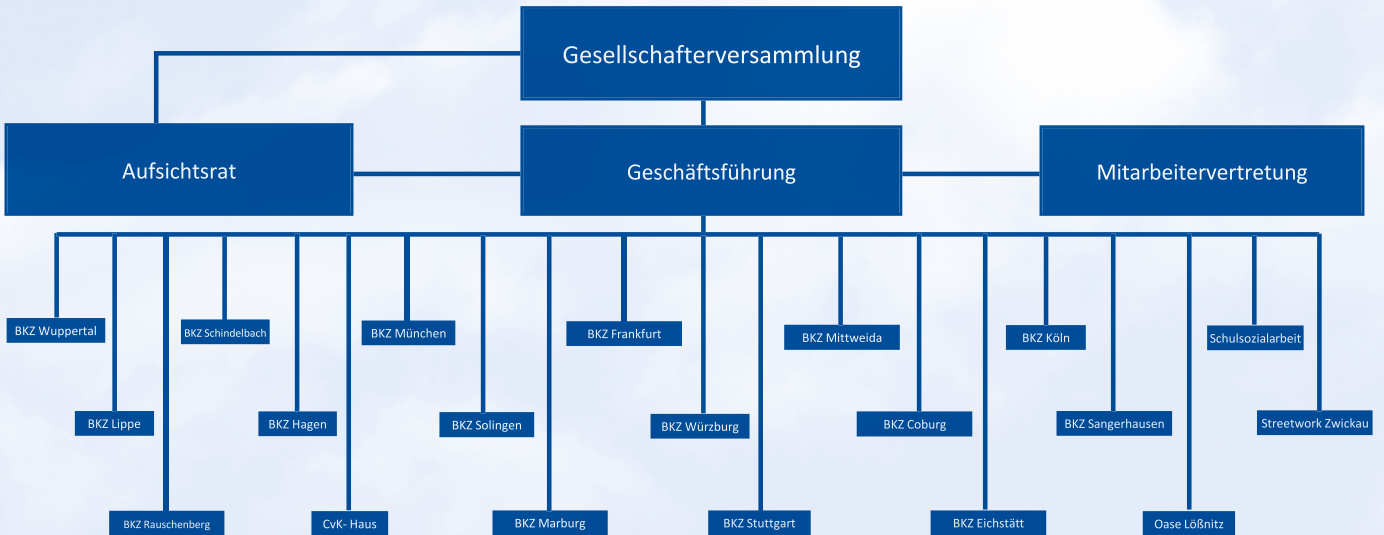 Gesellschafterversammlung
Aufsichtsrat
Geschäftsführung
Mitarbeitervertretung
BKZ Wuppertal
BKZ Schindelbach
BKZ München
BKZ Frankfurt
BKZ Mittweida
BKZ Köln
Schulsozialarbeit
BKZ Lippe
BKZ Hagen
BKZ Solingen
BKZ Würzburg
BKZ Coburg
BKZ Sangerhausen
Streetwork Zwickau
BKZ Rauschenberg
CvK- Haus
BKZ Marburg
BKZ Stuttgart
BKZ Eichstätt
Oase Lößnitz